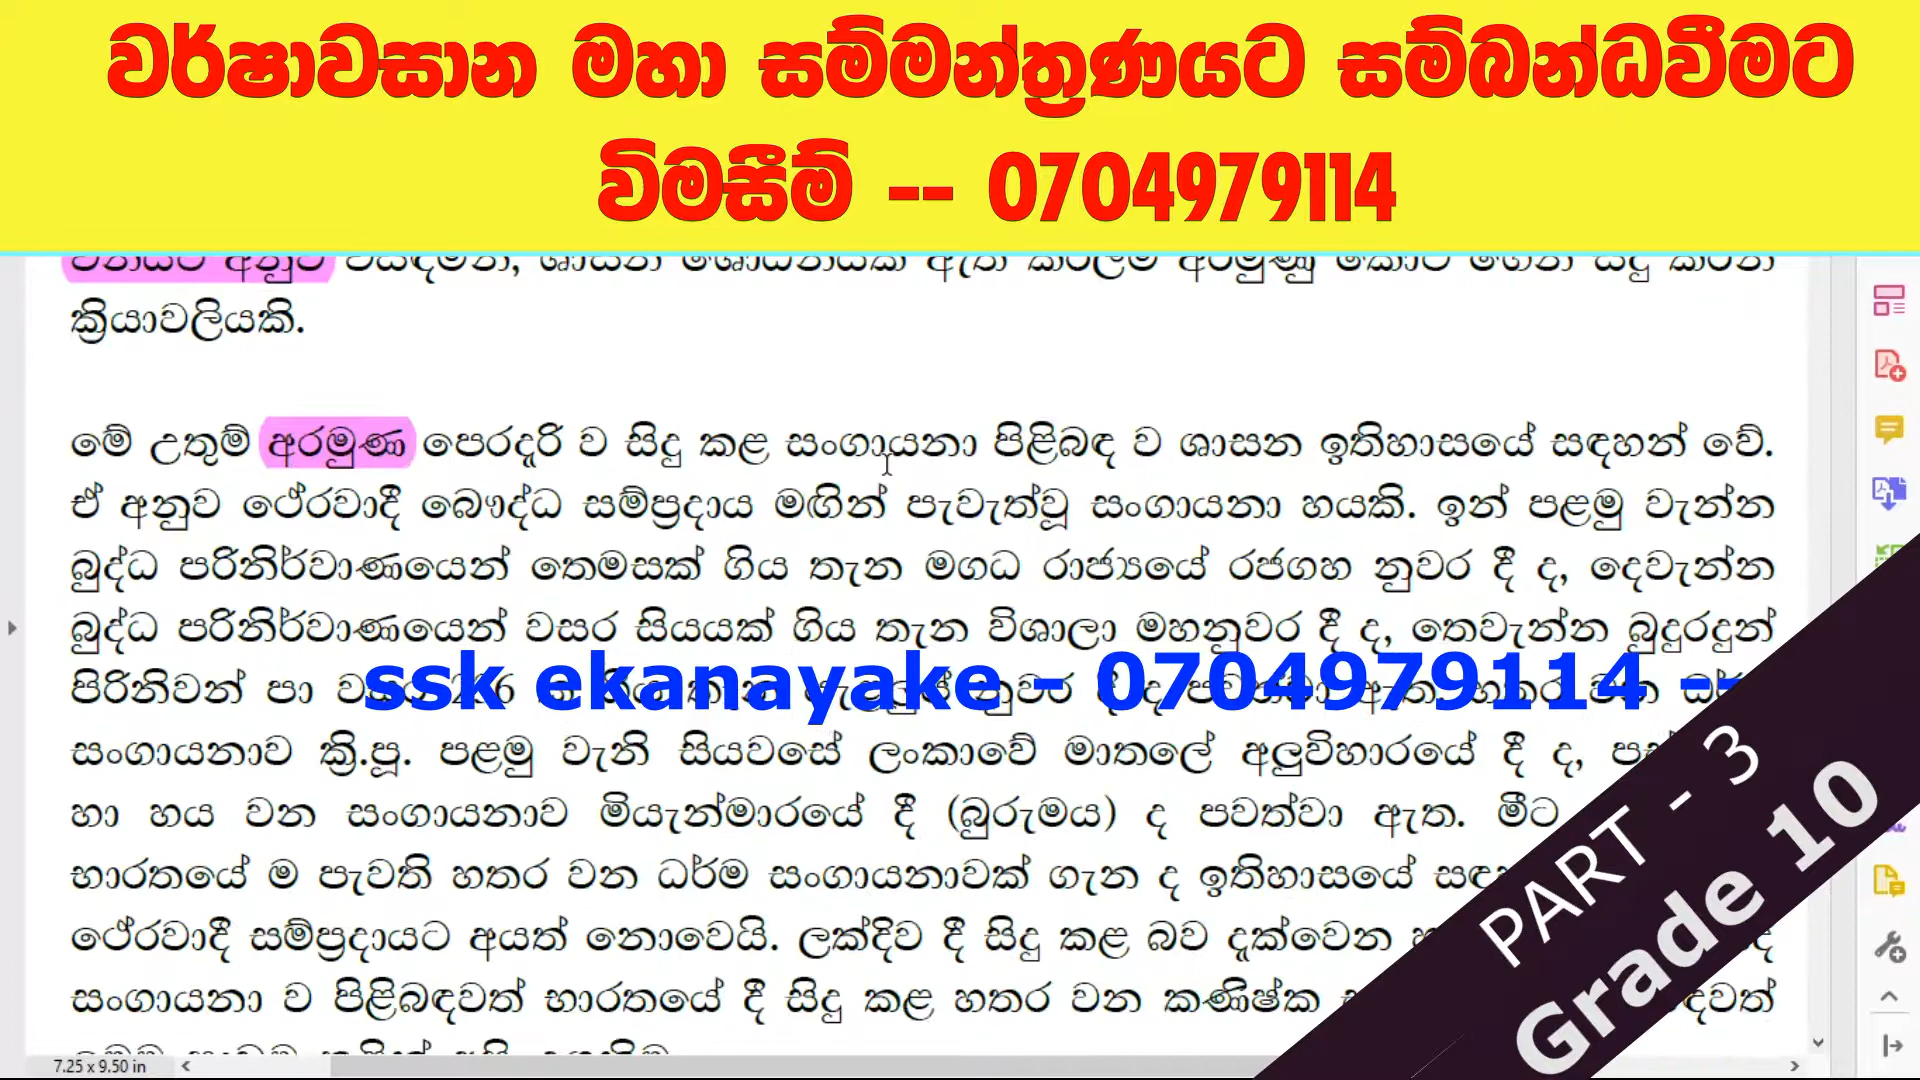 වර්ෂාවසාන මහා සම්මන්ත්‍රණයට සම්බන්ධවීමට
විමසීම් -- 0704979114
ක්‍රියාවලියකි.
මේ උතුම් අරමුණ පෙරදැරි ව සිදු කළ සංගායනා පිළිබඳ ව ශාසන ඉතිහාසයේ සඳහන් වේ.
ඒ අනුව ථේරවාදී බෞද්ධ සම්ප්‍රදාය මඟින් පැවැත්වූ සංගායනා හයකි. ඉන් පළමු වැන්න
බුද්ධ පරිනිර්වාණයෙන් තෙමසක් ගිය තැන මගධ රාජ්‍යයේ රජගහ නුවර දී ද, දෙවැන්න
බුද්ධ පරිනිර්වාණයෙන් වසර සියයක් ගිය තැන විශාලා මහනුවර දී ද, තෙවැන්න බුදුරදුන්
පිරිනිවන් පා
ssk ekanayake - 0704979114 --
සංගායනාව ක්‍රි.පූ. පළමු වැනි සියවසේ ලංකාවේ මාතලේ අලුවිහාරයේ දී ද,
හා හය වන සංගායනාව මියැන්මාරයේ දී (බුරුමය) ද පවත්වා ඇත. මීට
භාරතයේ ම පැවති හතර වන ධර්ම සංගායනාවක් ගැන ද ඉතිහාසයේ
ථේරවාදී සම්ප්‍රදායට අයත් නොවෙයි. ලක්දිව දී සිදු කළ බව දැක්වෙන
සංගායනා ව පිළිබඳවත් භාරතයේ දී සිදු කළ හතර වන කණිෂ්ක
PART - 3
Grade 10
7.25 x 9.50 in